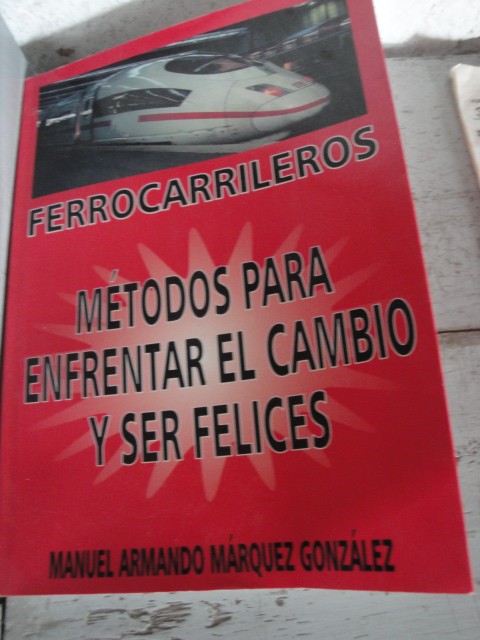 FERROCARRILEROS
MÉTODOS PARA
ENFRENTAR EL CAMBIO
Y SER FELICES
MANUEL ARMANDO MÁRQUEZ GONZÁLEZ